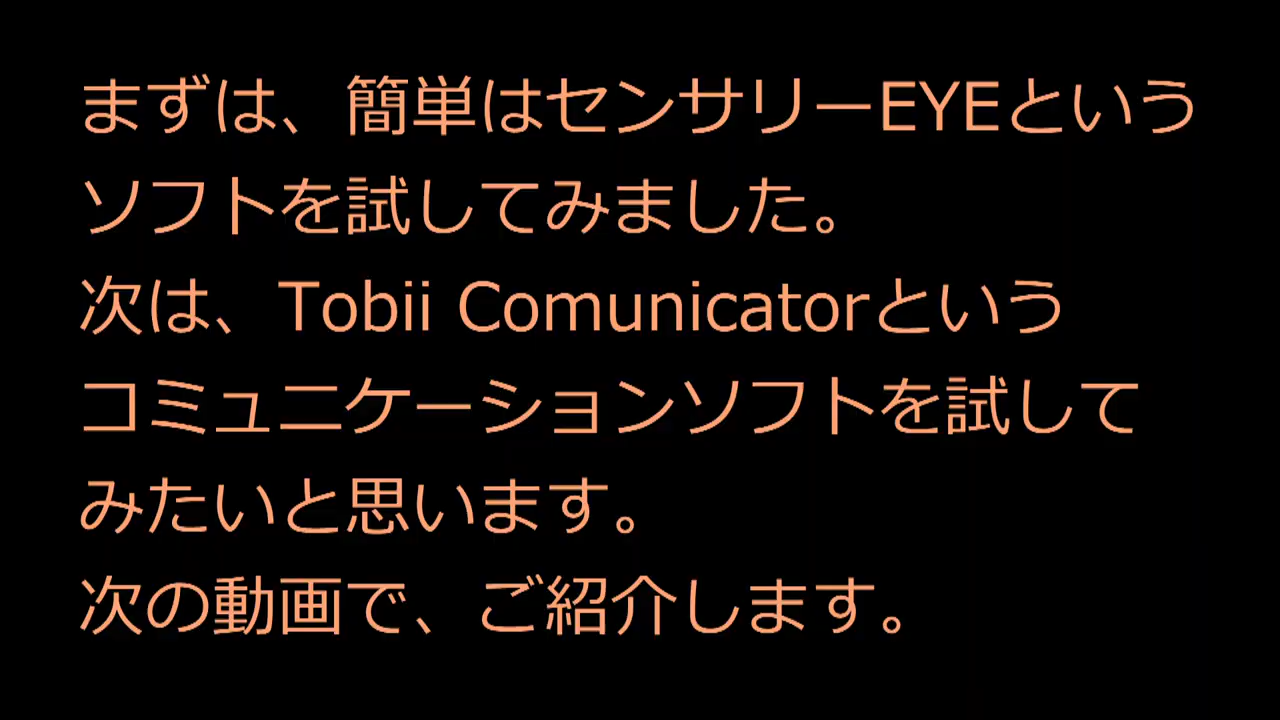 まずは、簡単はセンサリーEYEという
ソフトを試してみました。
次は、Tobii Comunicatorという
コミュニケーションソフトを試して
みたいと思います。
次の動画で、ご紹介します。